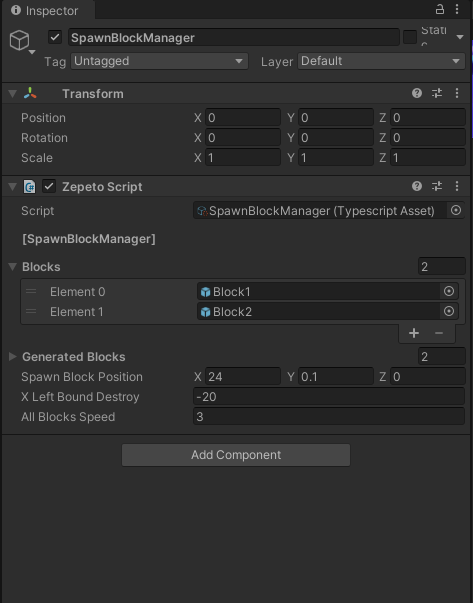 Inspector
SpawnBlockManager
Static
Tag Untagged Layer Default
Transform
Position X 0 Y 0 Z 0
Rotation X 0 Y 0 Z 0
Scale X 1 Y 1 Z 1
Zepeto Script
Script SpawnBlockManager (Typescript Asset)
[SpawnBlockManager]
Blocks 2
Element 0 Block1
Element 1 Block2
+ −
Generated Blocks 2
Spawn Block Position X 24 Y 0.1 Z 0
X Left Bound Destroy -20
All Blocks Speed 3
Add Component